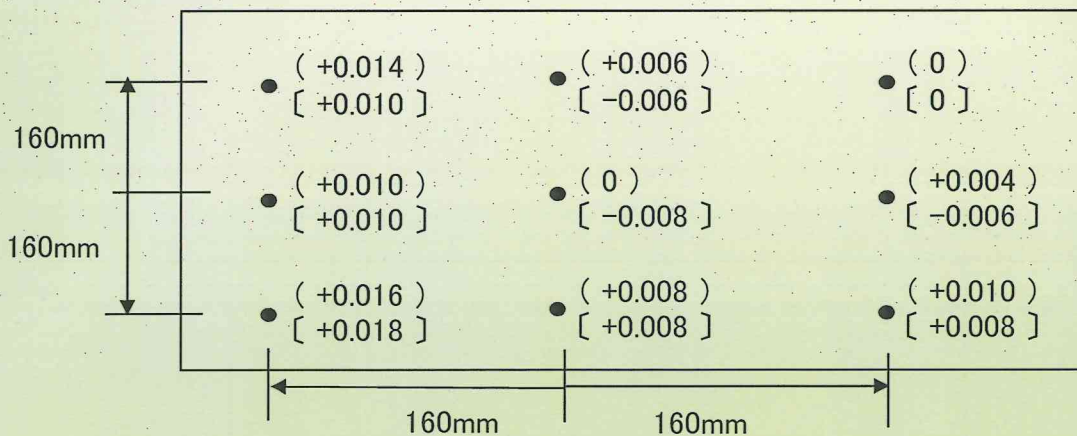 ( +0.014 ) ( +0.006 ) ( 0 )
[ +0.010 ] [ −0.006 ] [ 0 ]
160mm
( +0.010 ) ( 0 ) ( +0.004 )
[ +0.010 ] [ −0.008 ] [ −0.006 ]
160mm
( +0.016 ) ( +0.008 ) ( +0.010 )
[ +0.018 ] [ +0.008 ] [ +0.008 ]
160mm 160mm